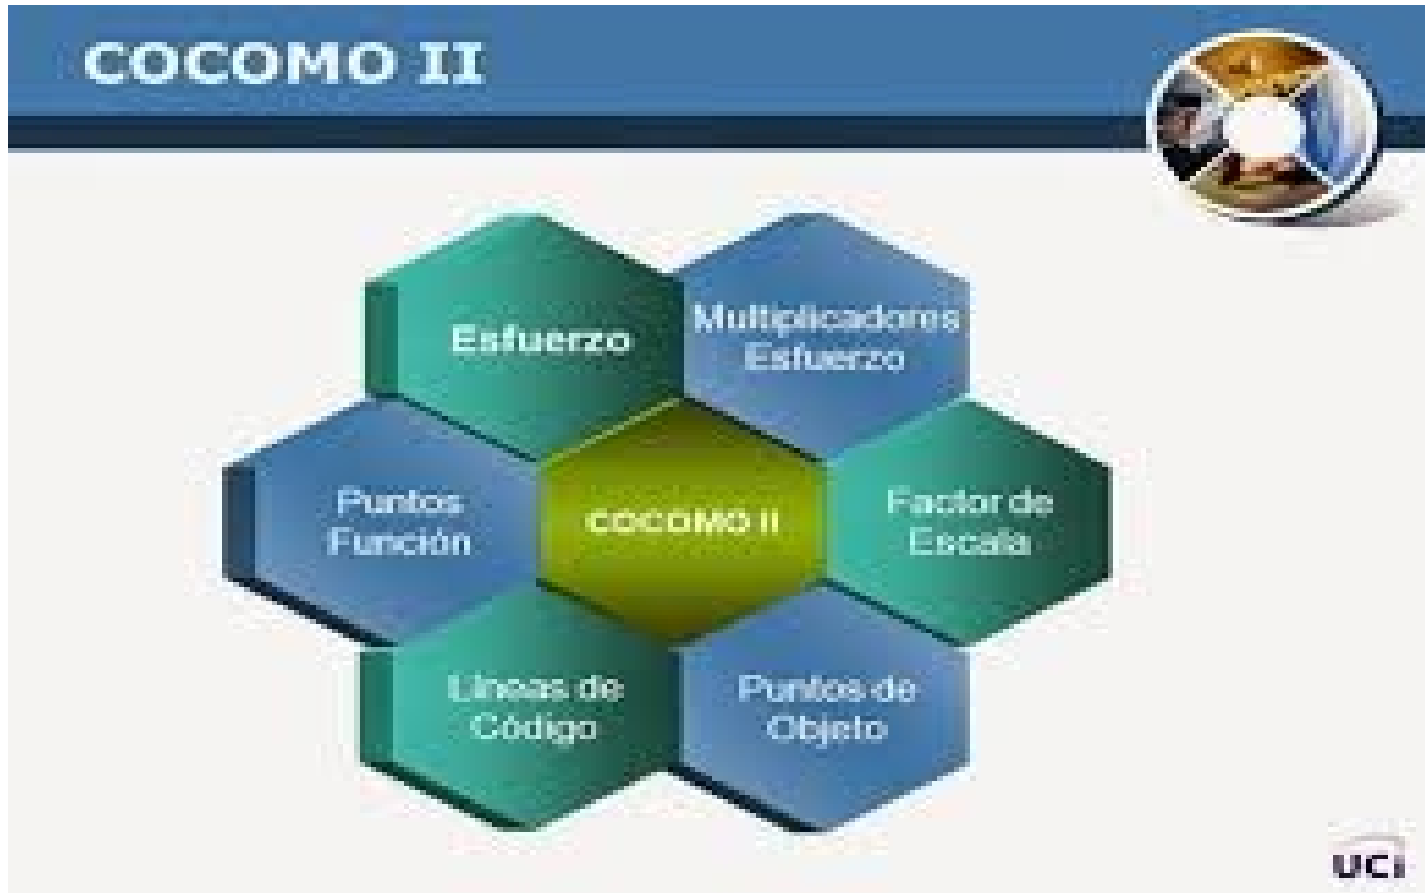 COCOMO II
Esfuerzo
Multiplicadores
Esfuerzo
Puntos
Función
COCOMO II
Factor de
Escala
Líneas de
Código
Puntos de
Objeto
UCi